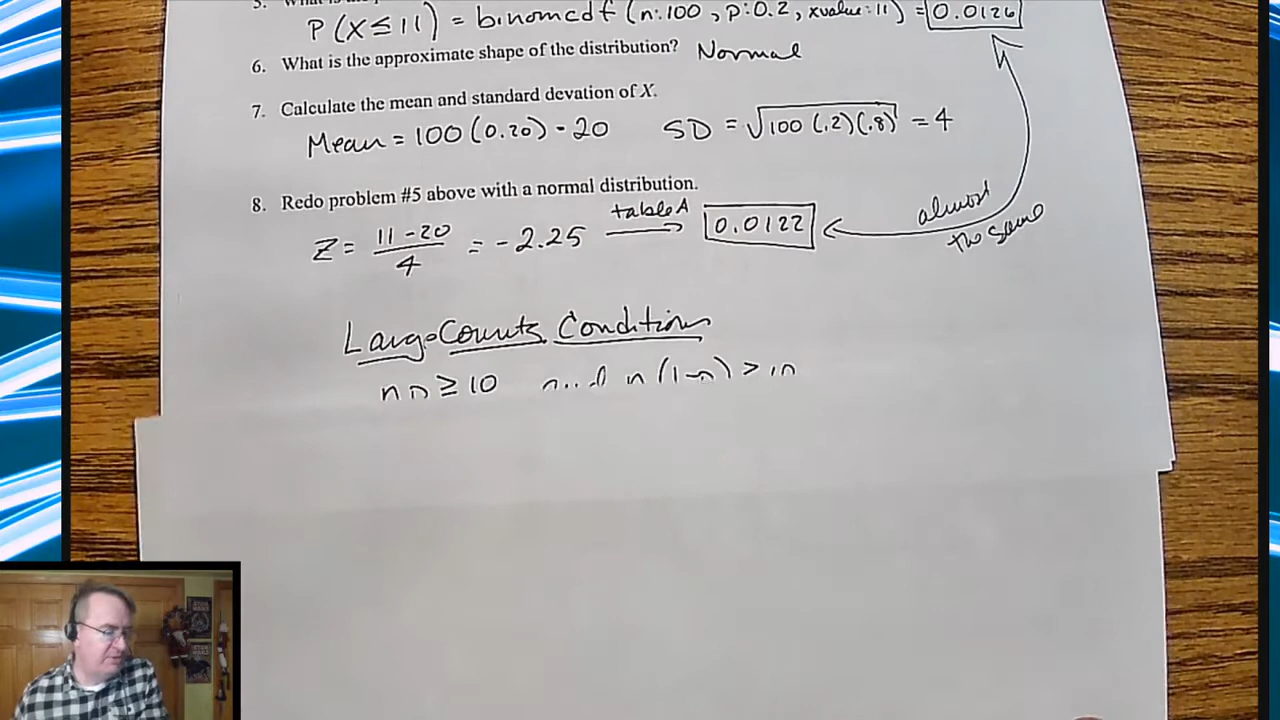 P(X ≤ 11) = binomcdf (n:100, p:0.2, xvalue:11) = 0.0126
6. What is the approximate shape of the distribution? Normal
7. Calculate the mean and standard devation of X.
Mean = 100(0.20) = 20 SD = √100(.2)(.8) = 4
8. Redo problem #5 above with a normal distribution.
Z = 11-20/4 = -2.25 table A → 0.0122
almost
the same
Large Counts Conditions
np ≥ 10